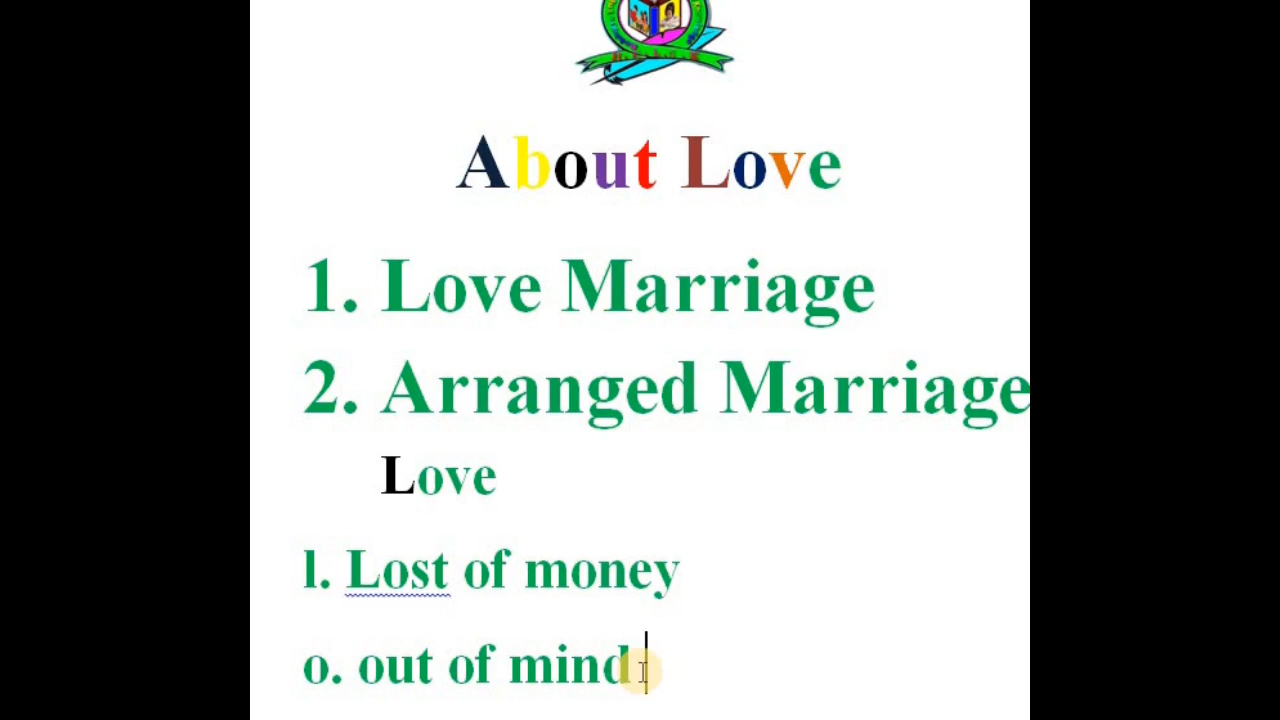 About Love
1. Love Marriage
2. Arranged Marriage
Love
l. Lost of money
o. out of mind